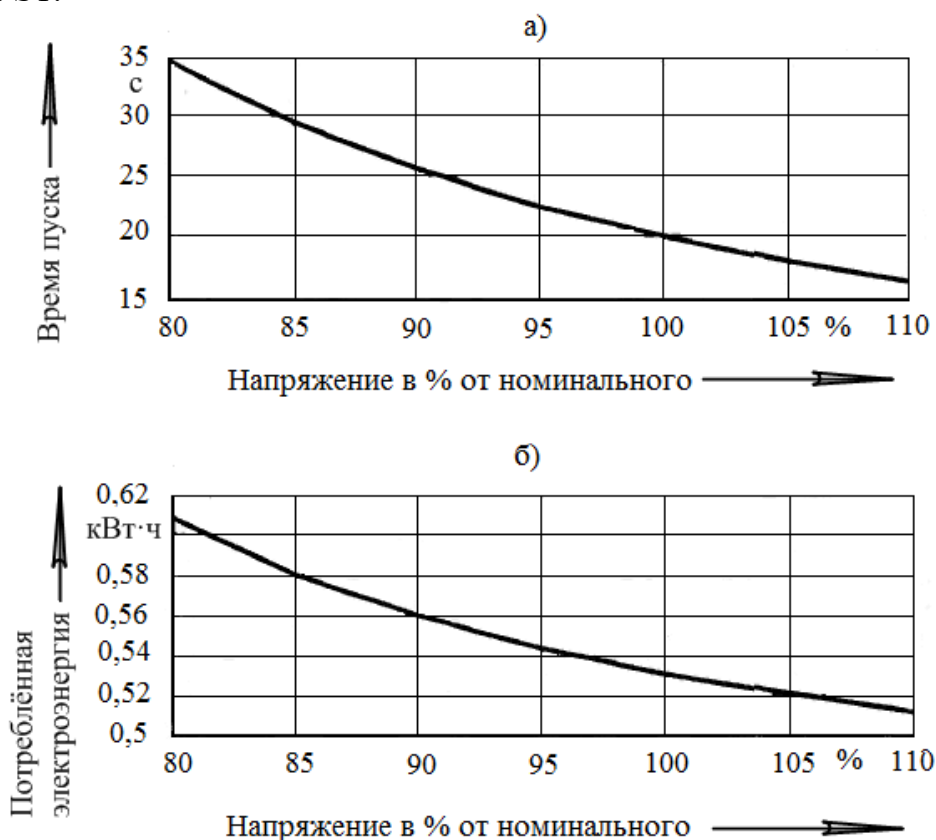 а)
35
с
30
25
20
15
Время пуска
80 85 90 95 100 105 % 110
Напряжение в % от номинального
б)
0,62
кВт·ч
0,58
0,56
0,54
0,52
0,5
Потреблённая
электроэнергия
80 85 90 95 100 105 % 110
Напряжение в % от номинального